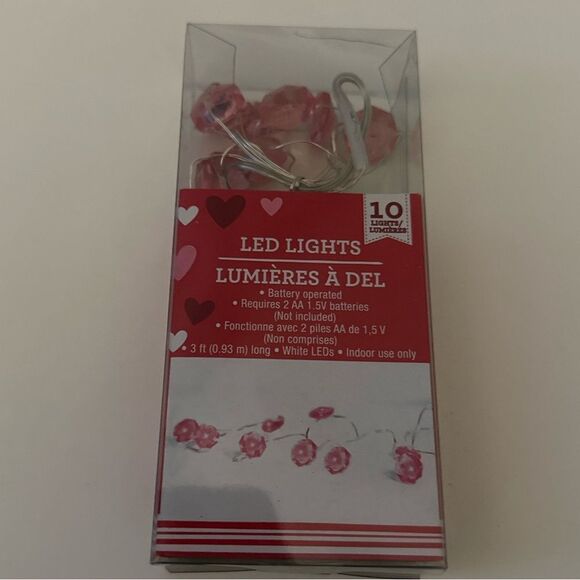 10
LIGHTS/
LUMIÈRES
LED LIGHTS
LUMIÈRES À DEL
• Battery operated
• Requires 2 AA 1.5V batteries
(Not included)
• Fonctionne avec 2 piles AA de 1,5 V
(Non comprises)
• 3 ft (0.93 m) long • White LEDs • Indoor use only